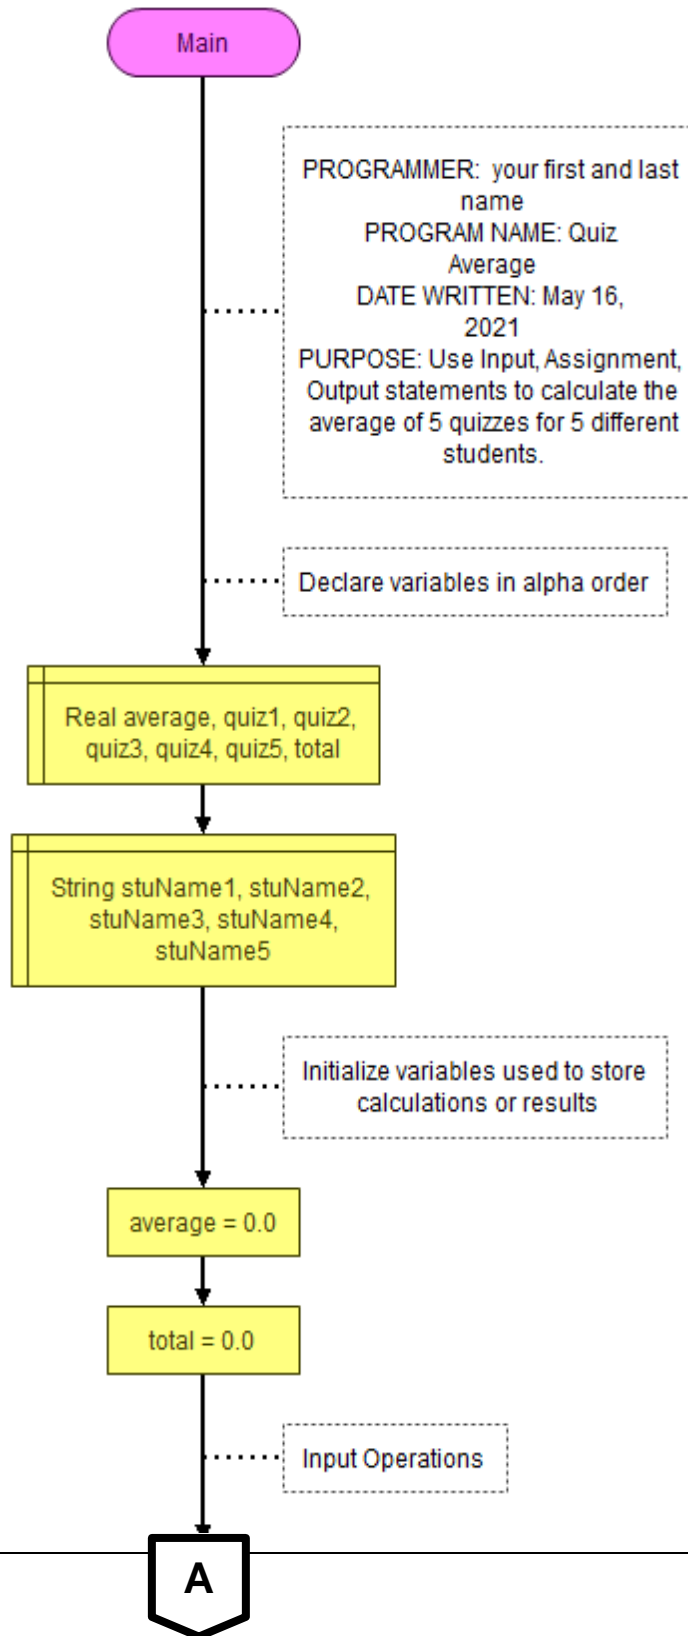 Main
PROGRAMMER: your first and last
name
PROGRAM NAME: Quiz
Average
DATE WRITTEN: May 16,
2021
PURPOSE: Use Input, Assignment,
Output statements to calculate the
average of 5 quizzes for 5 different
students.
Declare variables in alpha order
Real average, quiz1, quiz2,
quiz3, quiz4, quiz5, total
String stuName1, stuName2,
stuName3, stuName4,
stuName5
Initialize variables used to store
calculations or results
average = 0.0
total = 0.0
Input Operations
A